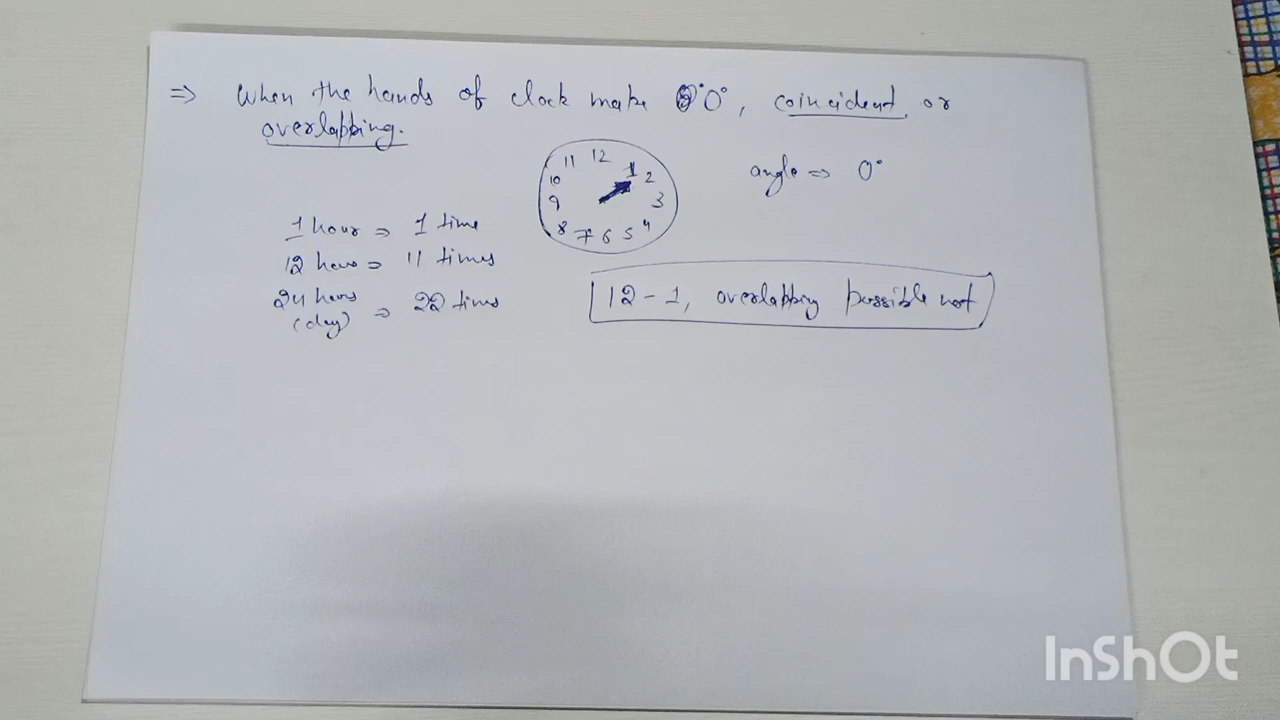 ⇒ When the hands of clock make 0°, coincident or
overlapping.
11 12 1 2 3 4 5 6 7 8 9 10
angle ⇒ 0°
1 hour ⇒ 1 time
12 hours ⇒ 11 times
24 hours ⇒ 22 times
(day)
12 - 1, overlapping possible not
InShOt